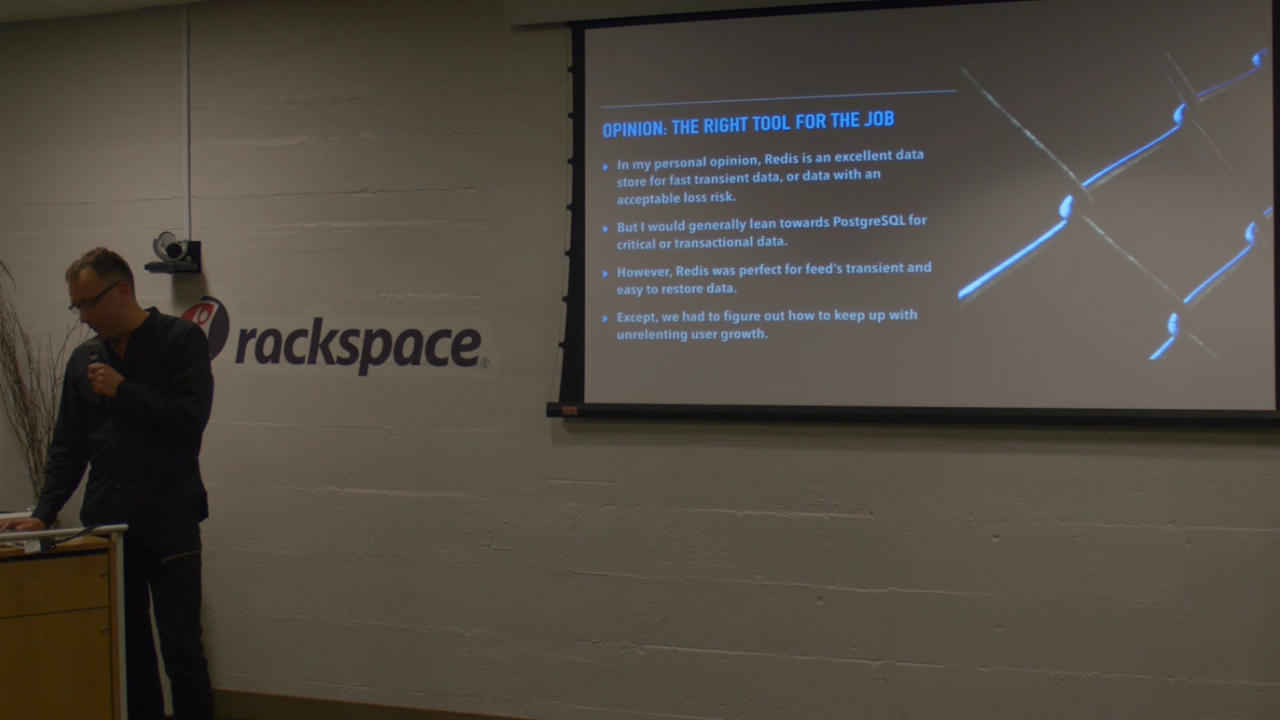 OPINION: THE RIGHT TOOL FOR THE JOB
In my personal opinion, Redis is an excellent data
store for fast transient data, or data with an
acceptable loss risk.
But I would generally lean towards PostgreSQL for
critical or transactional data.
However, Redis was perfect for feed's transient and
easy to restore data.
Except, we had to figure out how to keep up with
unrelenting user growth.
rackspace®